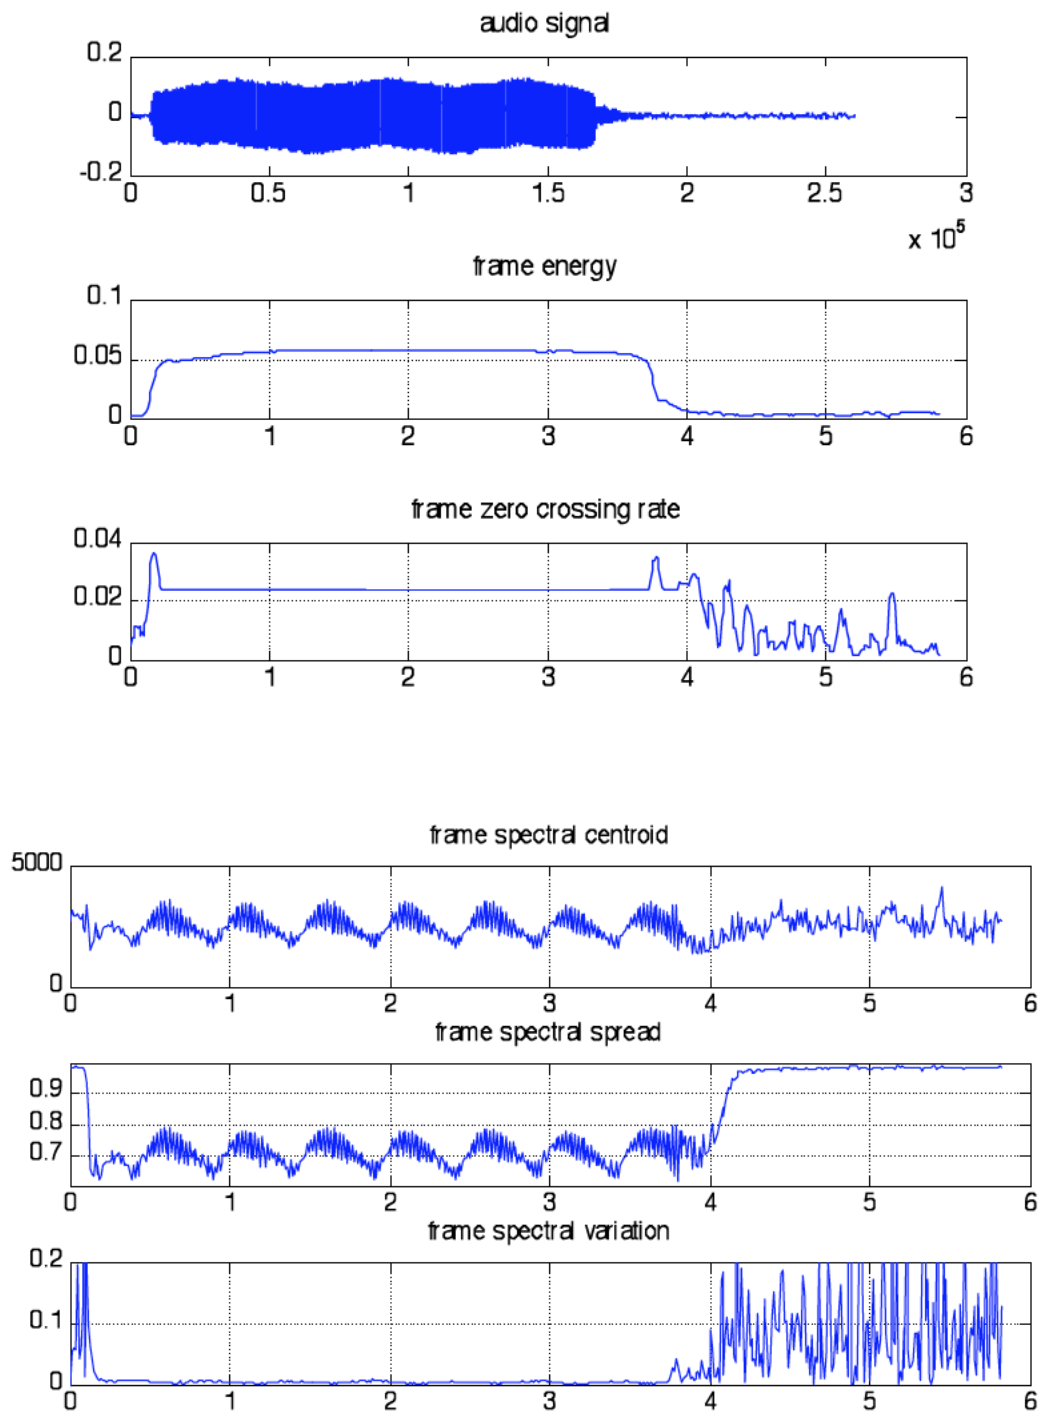 audio signal
0.2
0
-0.2
0 0.5 1 1.5 2 2.5 3
x 10^5
frame energy
0.1
0.05
0
0 1 2 3 4 5 6
frame zero crossing rate
0.04
0.02
0
0 1 2 3 4 5 6
frame spectral centroid
5000
0
0 1 2 3 4 5 6
frame spectral spread
0.9
0.8
0.7
0 1 2 3 4 5 6
frame spectral variation
0.2
0.1
0
0 1 2 3 4 5 6